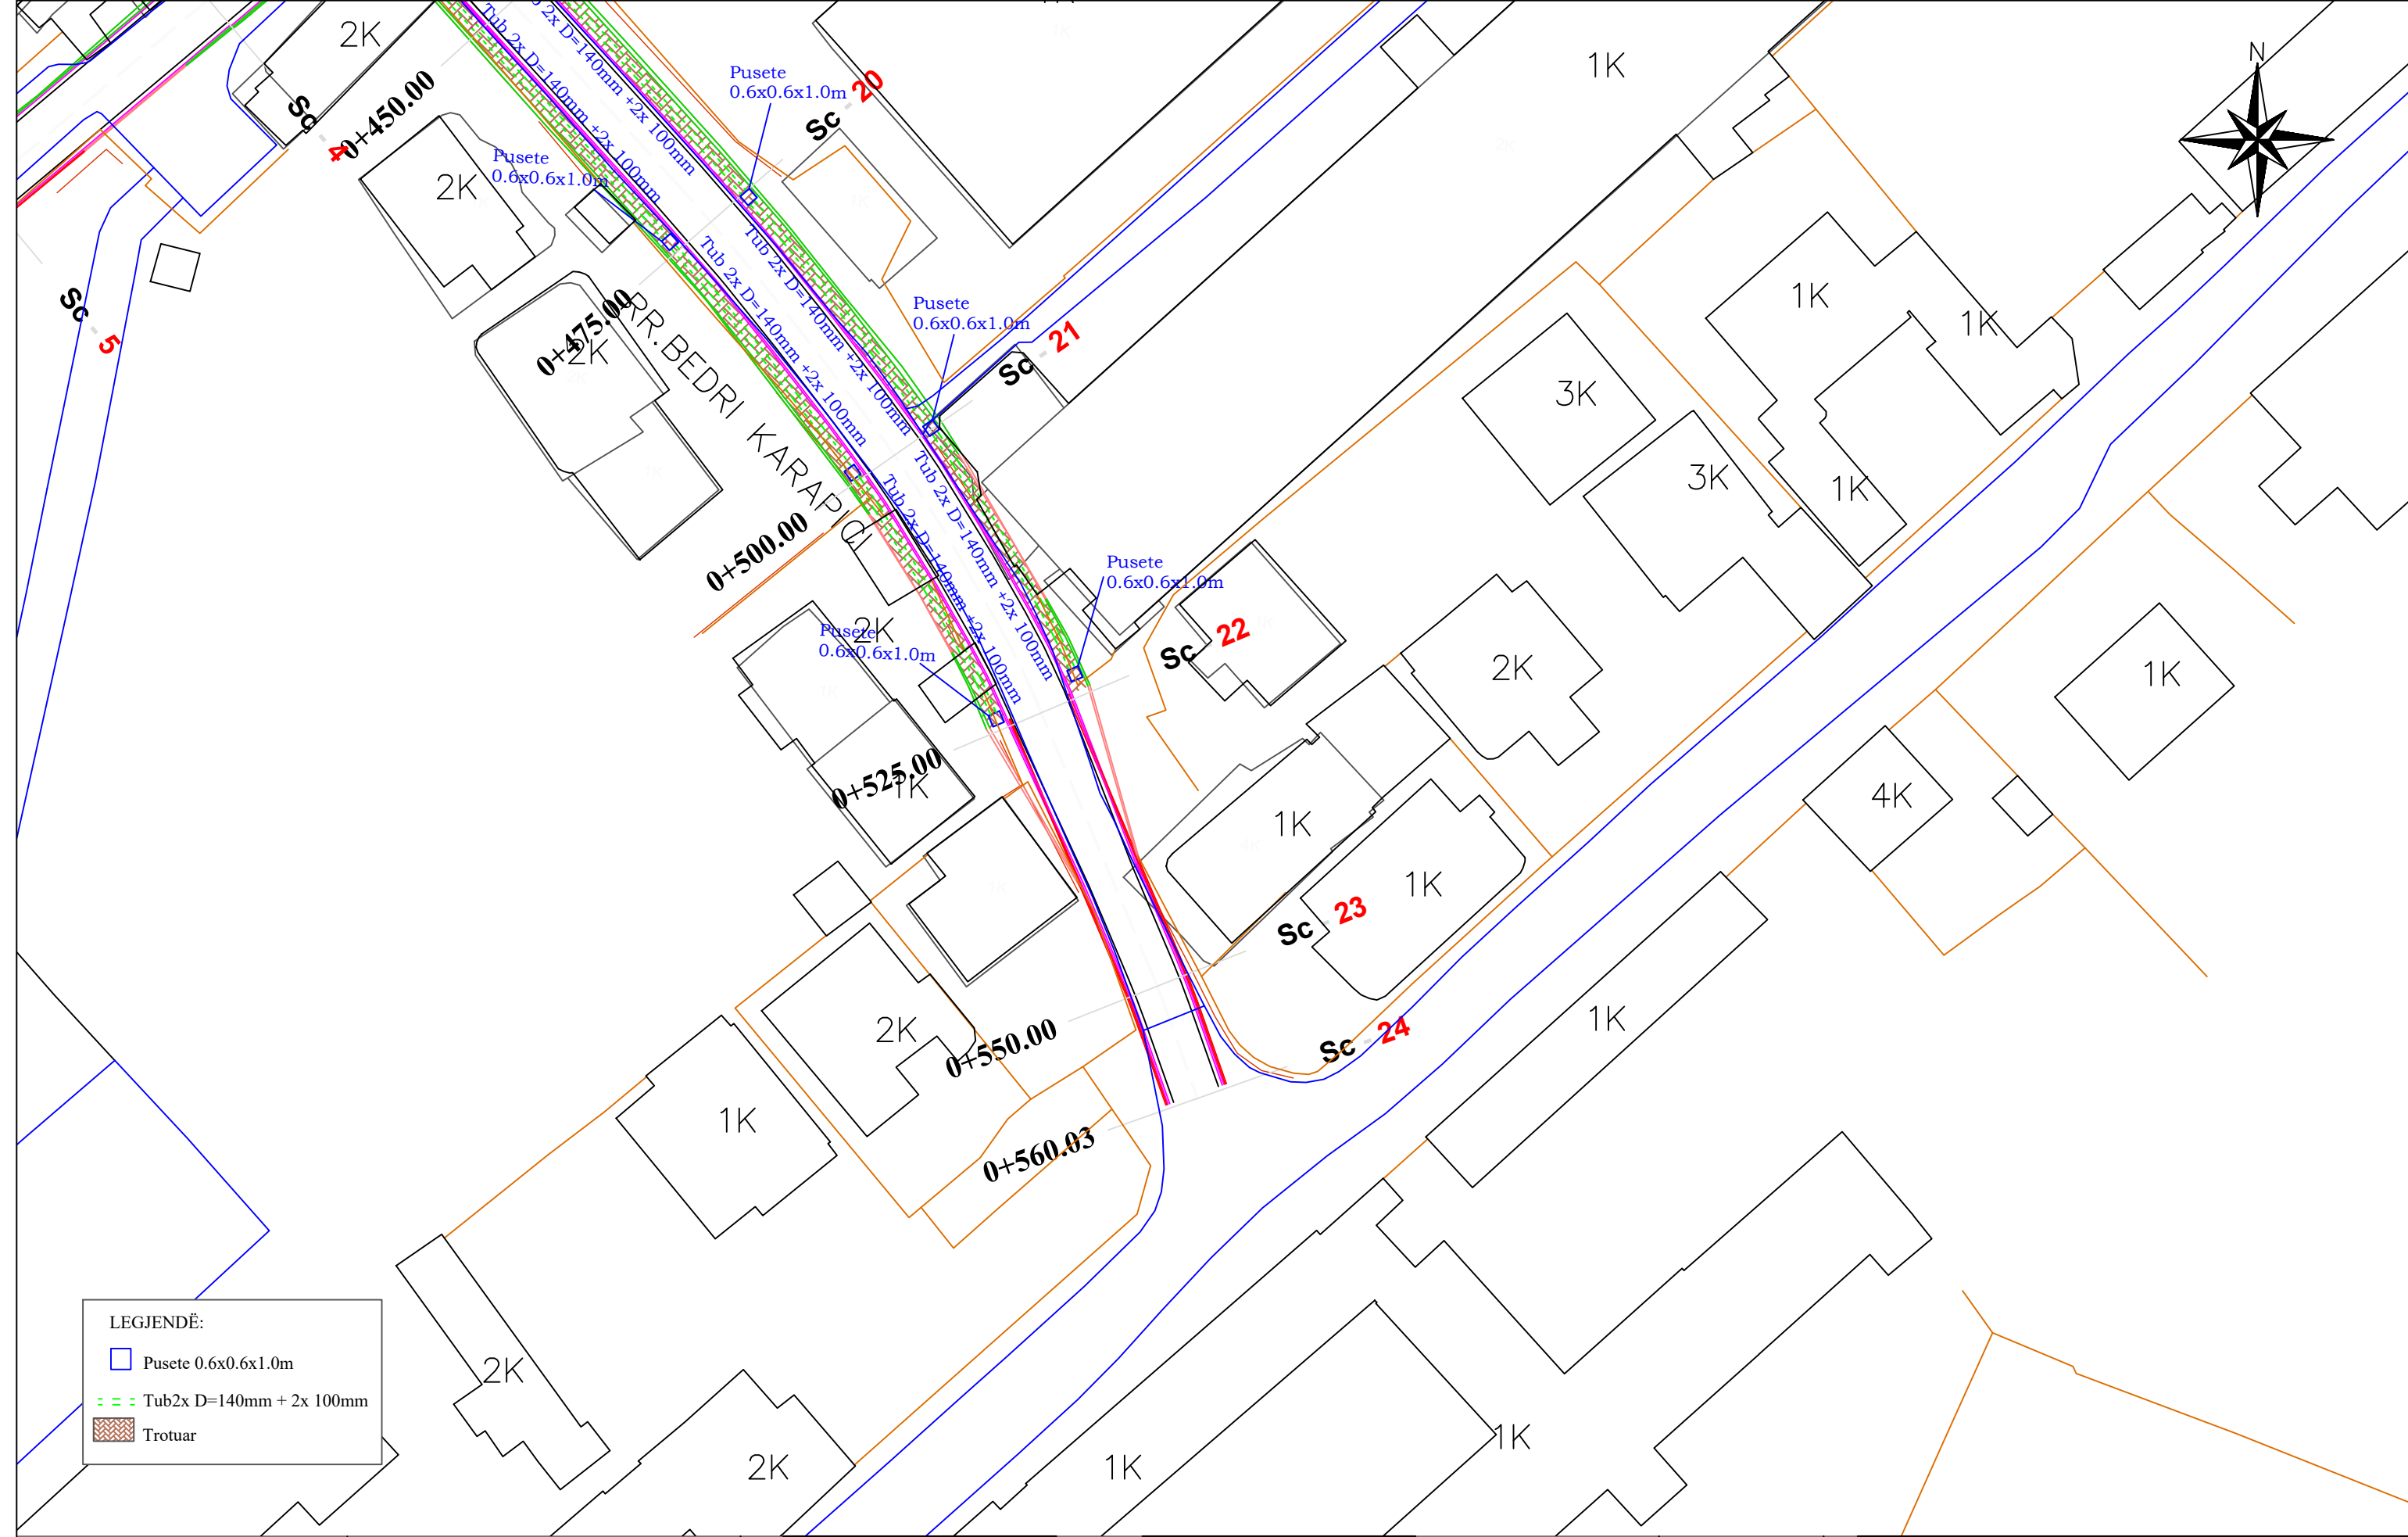 2K
Tub 2x D=140mm +2x 100mm
2x D=140mm +2x 100mm
Pusete
0.6x0.6x1.0m
Sc - 20
1K
N
Sc - 4
0+450.00
Pusete
0.6x0.6x1.0m
2K
Tub 2x D=140mm +2x 100mm
Tub 2x D=140mm +2x 100mm
Sc - 5
0+475.00
2K
RR.BEDRI KARAPICI
Pusete
0.6x0.6x1.0m
Sc - 21
1K
1K
3K
3K
1K
Tub 2x D=140mm +2x 100mm
Tub 2x D=140mm +2x 100mm
0+500.00
Pusete
0.6x0.6x1.0m
2K
Pusete
0.6x0.6x1.0m
Sc - 22
2K
1K
0+525.00
1K
1K
4K
1K
Sc - 23
2K
0+550.00
Sc - 24
1K
1K
0+560.03
LEGJENDË:
Pusete 0.6x0.6x1.0m
Tub2x D=140mm + 2x 100mm
Trotuar
2K
2K
1K
1K